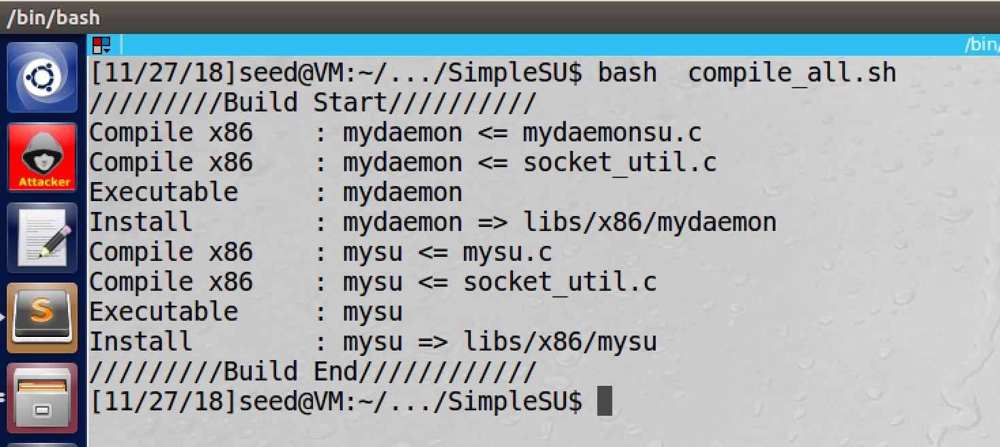 /bin/bash
/bin/
[11/27/18]seed@VM:~/.../SimpleSU$ bash  compile_all.sh
/////////Build Start//////////
Compile x86    : mydaemon <= mydaemonsu.c
Compile x86    : mydaemon <= socket_util.c
Executable     : mydaemon
Install        : mydaemon => libs/x86/mydaemon
Compile x86    : mysu <= mysu.c
Compile x86    : mysu <= socket_util.c
Executable     : mysu
Install        : mysu => libs/x86/mysu
/////////Build End////////////
[11/27/18]seed@VM:~/.../SimpleSU$
Attacker
S